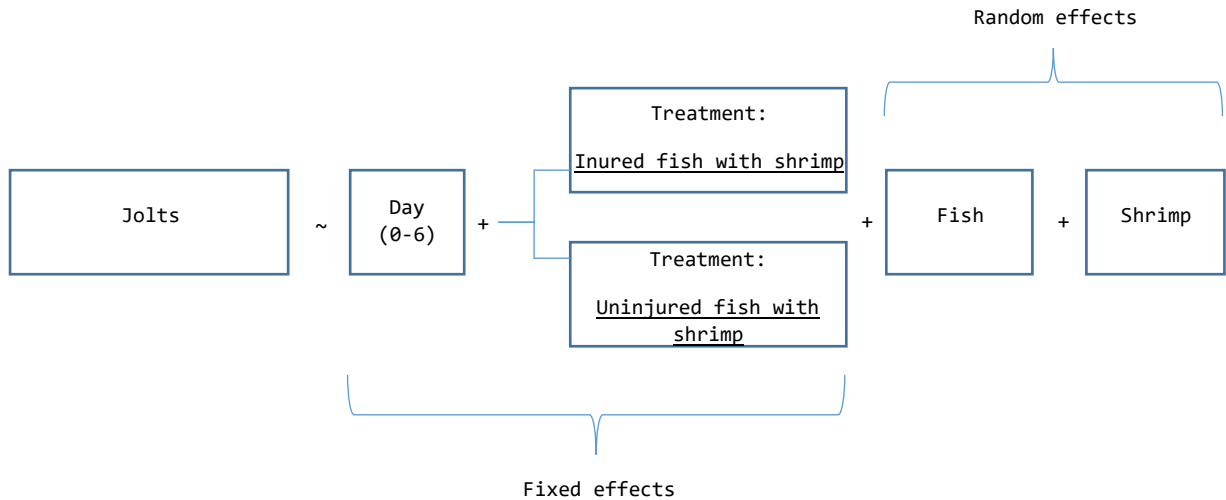 Random effects
Treatment:
Inured fish with shrimp
Jolts
~
Day
(0-6)
+
Treatment:
Uninjured fish with
shrimp
+
Fish
+
Shrimp
Fixed effects